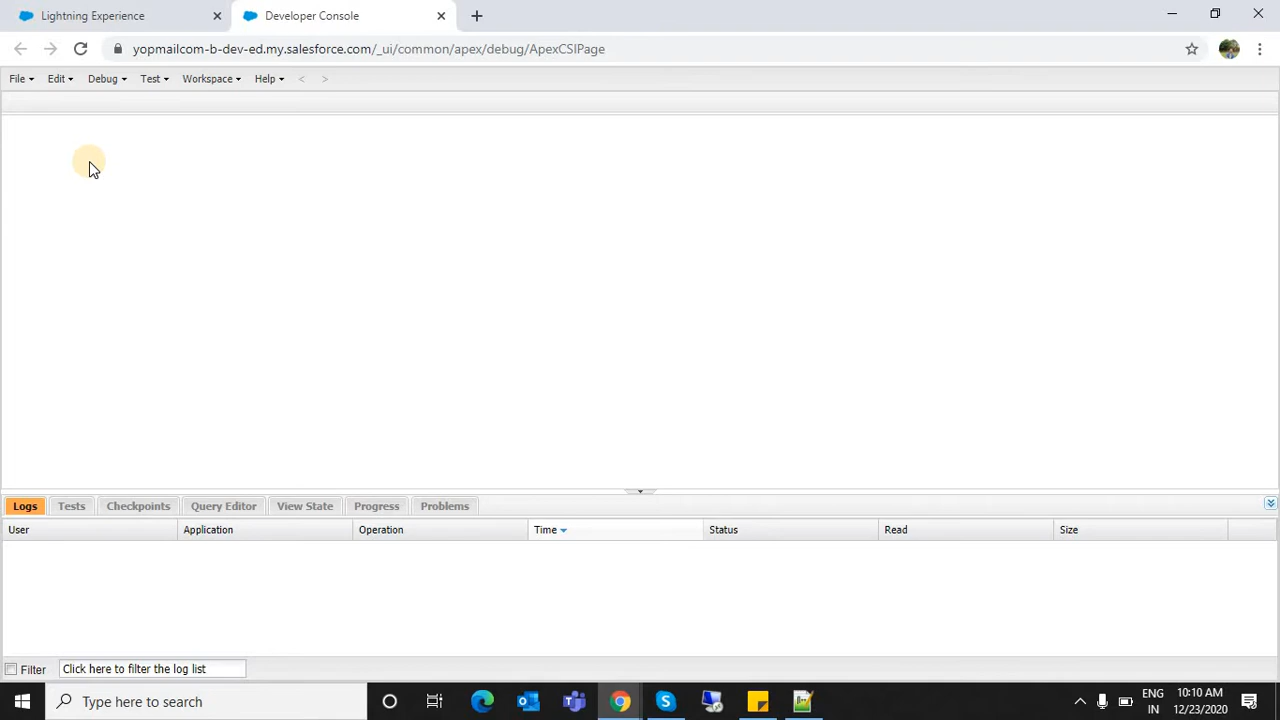 Lightning Experience
Developer Console
yopmailcom-b-dev-ed.my.salesforce.com/_ui/common/apex/debug/ApexCSIPage
File Edit Debug Test Workspace Help < >
Logs Tests Checkpoints Query Editor View State Progress Problems
User Application Operation Time Status Read Size
Filter Click here to filter the log list
Type here to search
ENG
IN
10:10 AM
12/23/2020